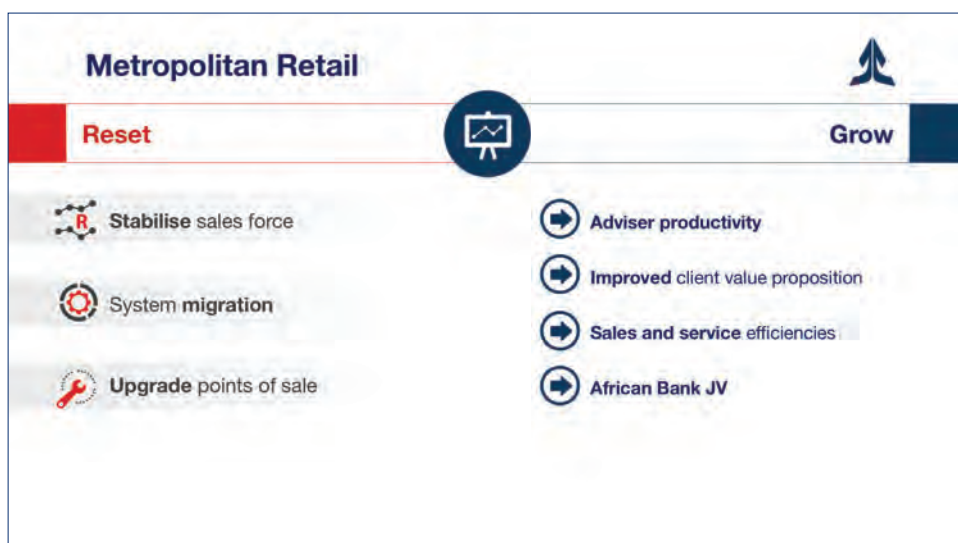 Metropolitan Retail
Reset
Grow
R
Stabilise sales force
System migration
Upgrade points of sale
Adviser productivity
Improved client value proposition
Sales and service efficiencies
African Bank JV